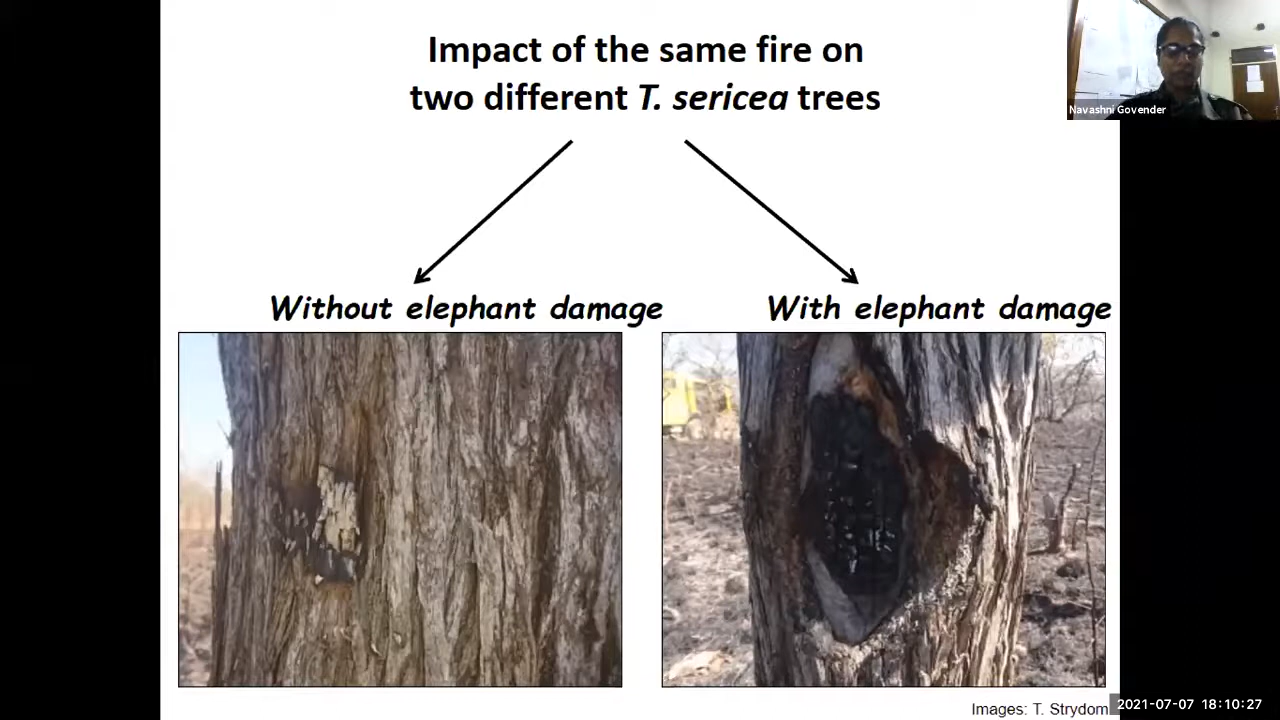 Impact of the same fire on
two different T. sericea trees
Navashni Govender
Without elephant damage
With elephant damage
Images: T. Strydom
2021-07-07 18:10:27